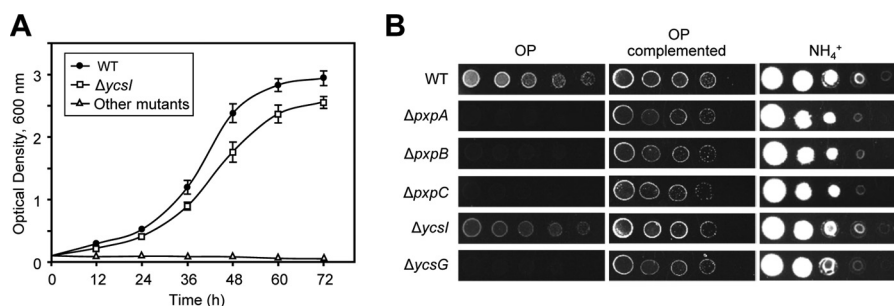 A
Optical Density, 600 nm
3
2
1
0
WT
ΔycsI
Other mutants
0 12 24 36 48 60 72
Time (h)
B
OP
OP
complemented
NH₄⁺
WT
ΔpxpA
ΔpxpB
ΔpxpC
ΔycsI
ΔycsG